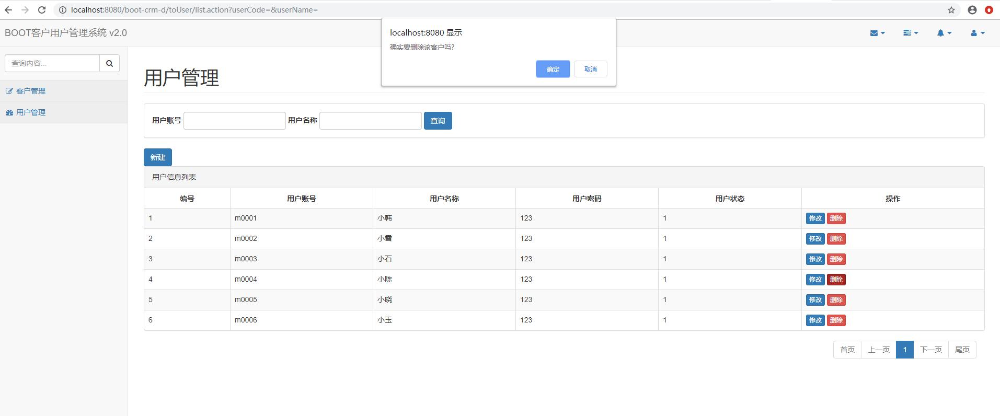 localhost:8080/boot-crm-d/toUser/list.action?userCode=&userName=
BOOT客户用户管理系统 v2.0
localhost:8080 显示
确实要删除该客户吗?
确定 取消
查询内容...
客户管理
用户管理
用户管理
用户账号 用户名称 查询
新建
用户信息列表
编号 用户账号 用户名称 用户密码 用户状态 操作
1 m0001 小韩 123 1 修改 删除
2 m0002 小雪 123 1 修改 删除
3 m0003 小石 123 1 修改 删除
4 m0004 小陈 123 1 修改 删除
5 m0005 小晓 123 1 修改 删除
6 m0006 小玉 123 1 修改 删除
首页 上一页 1 下一页 尾页